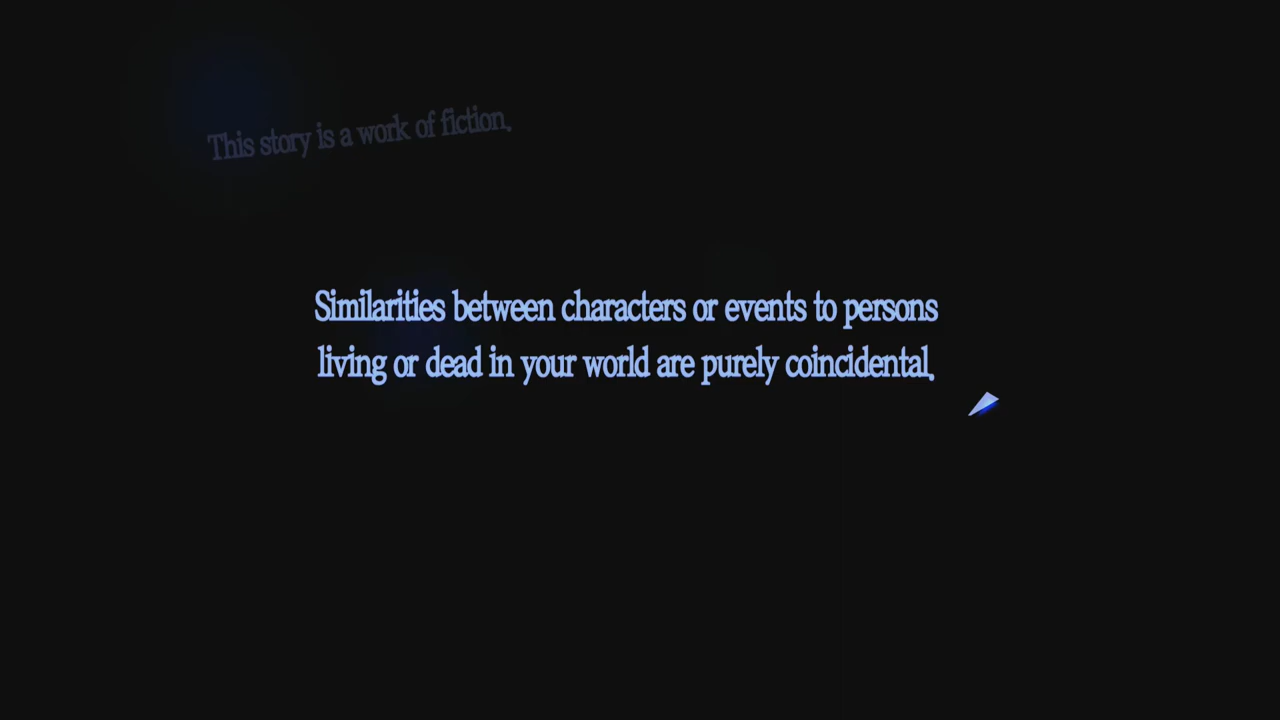 This story is a work of fiction.
Similarities between characters or events to persons
living or dead in your world are purely coincidental.